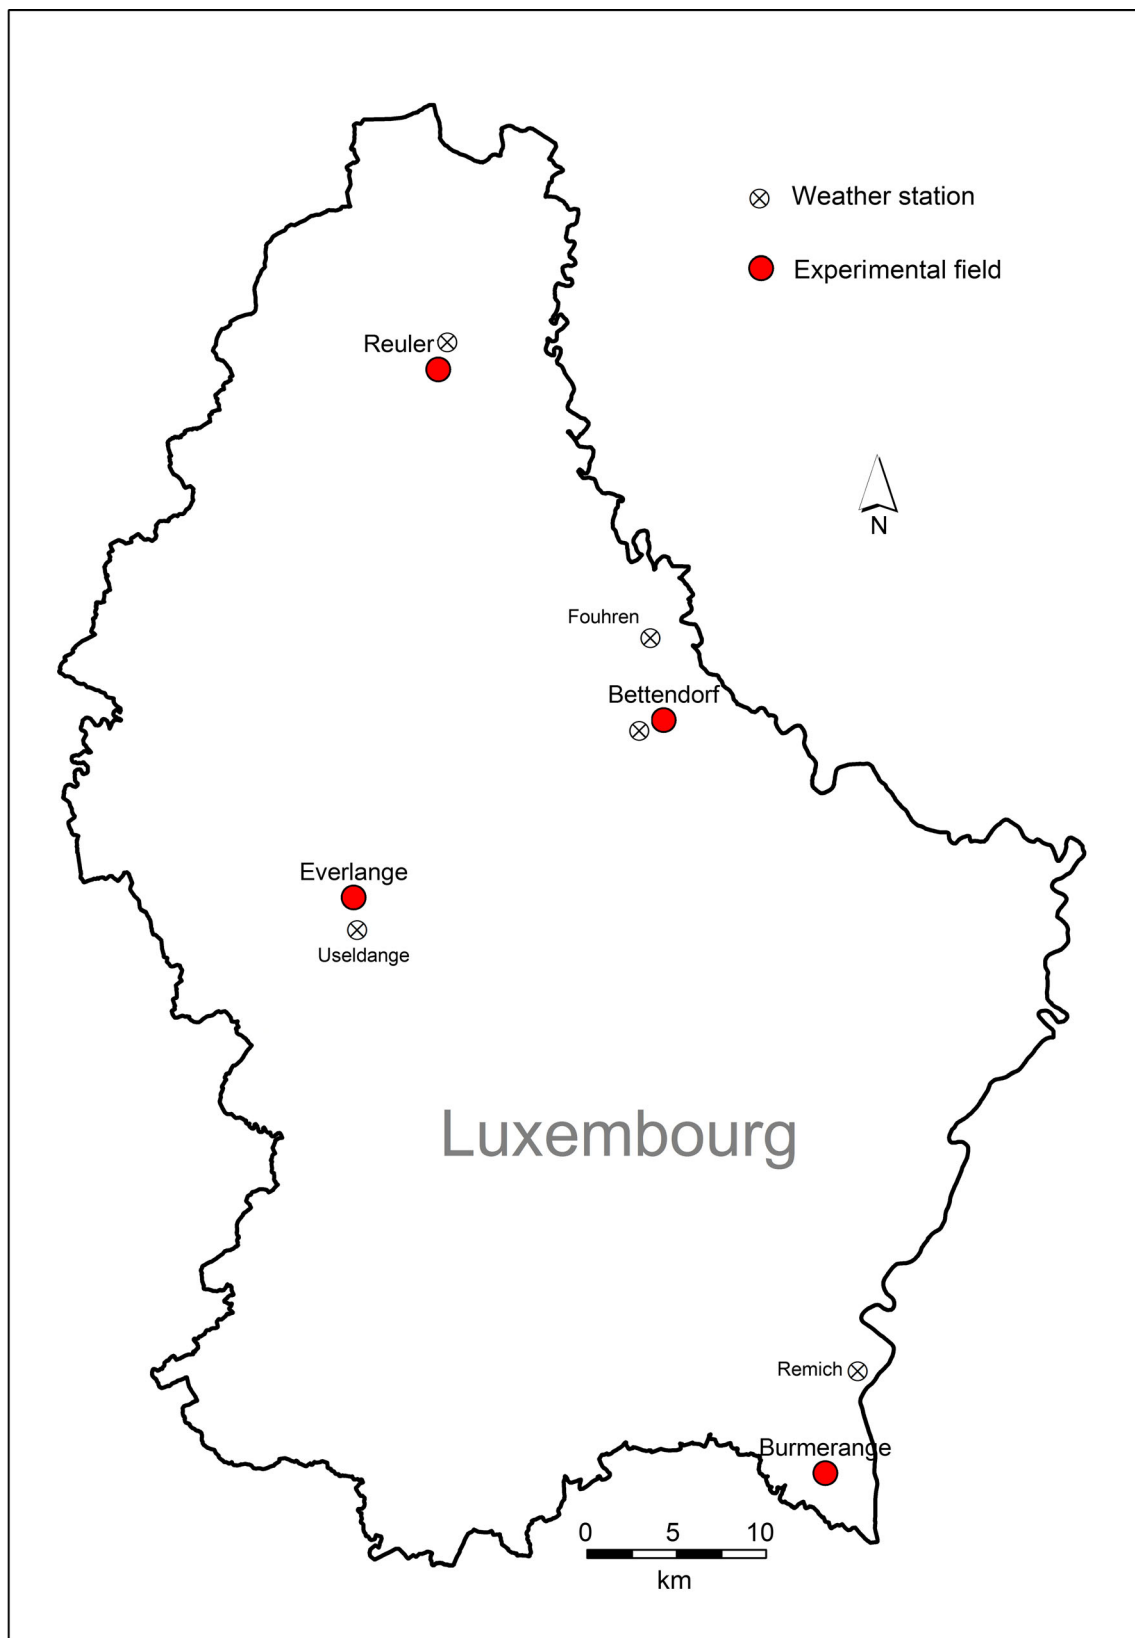 Weather station
Experimental field
Reuler
N
Fouhren
Bettendorf
Everlange
Useldange
Luxembourg
Remich
Burmerange
0 5 10
km